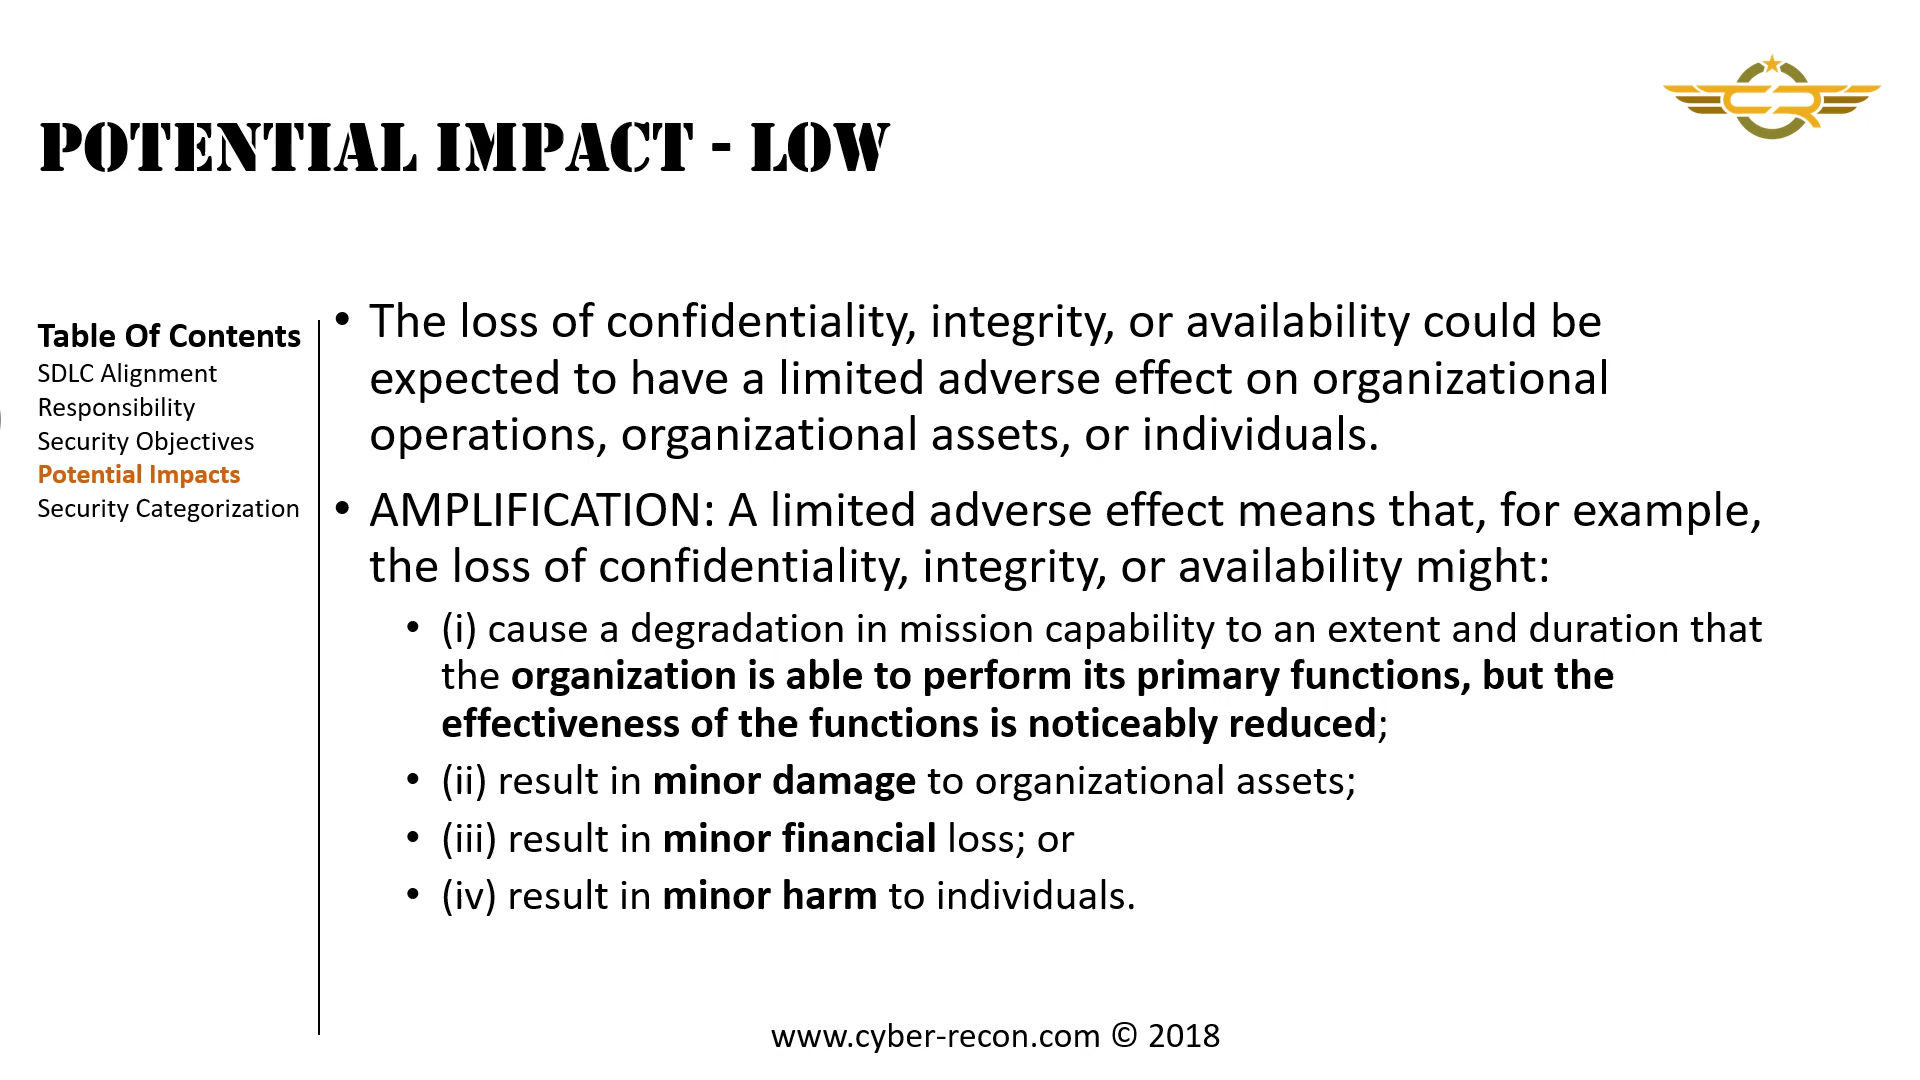 POTENTIAL IMPACT - LOW
Table Of Contents
SDLC Alignment
Responsibility
Security Objectives
Potential Impacts
Security Categorization
• The loss of confidentiality, integrity, or availability could be
expected to have a limited adverse effect on organizational
operations, organizational assets, or individuals.
• AMPLIFICATION: A limited adverse effect means that, for example,
the loss of confidentiality, integrity, or availability might:
• (i) cause a degradation in mission capability to an extent and duration that
the organization is able to perform its primary functions, but the
effectiveness of the functions is noticeably reduced;
• (ii) result in minor damage to organizational assets;
• (iii) result in minor financial loss; or
• (iv) result in minor harm to individuals.
www.cyber-recon.com © 2018
CR